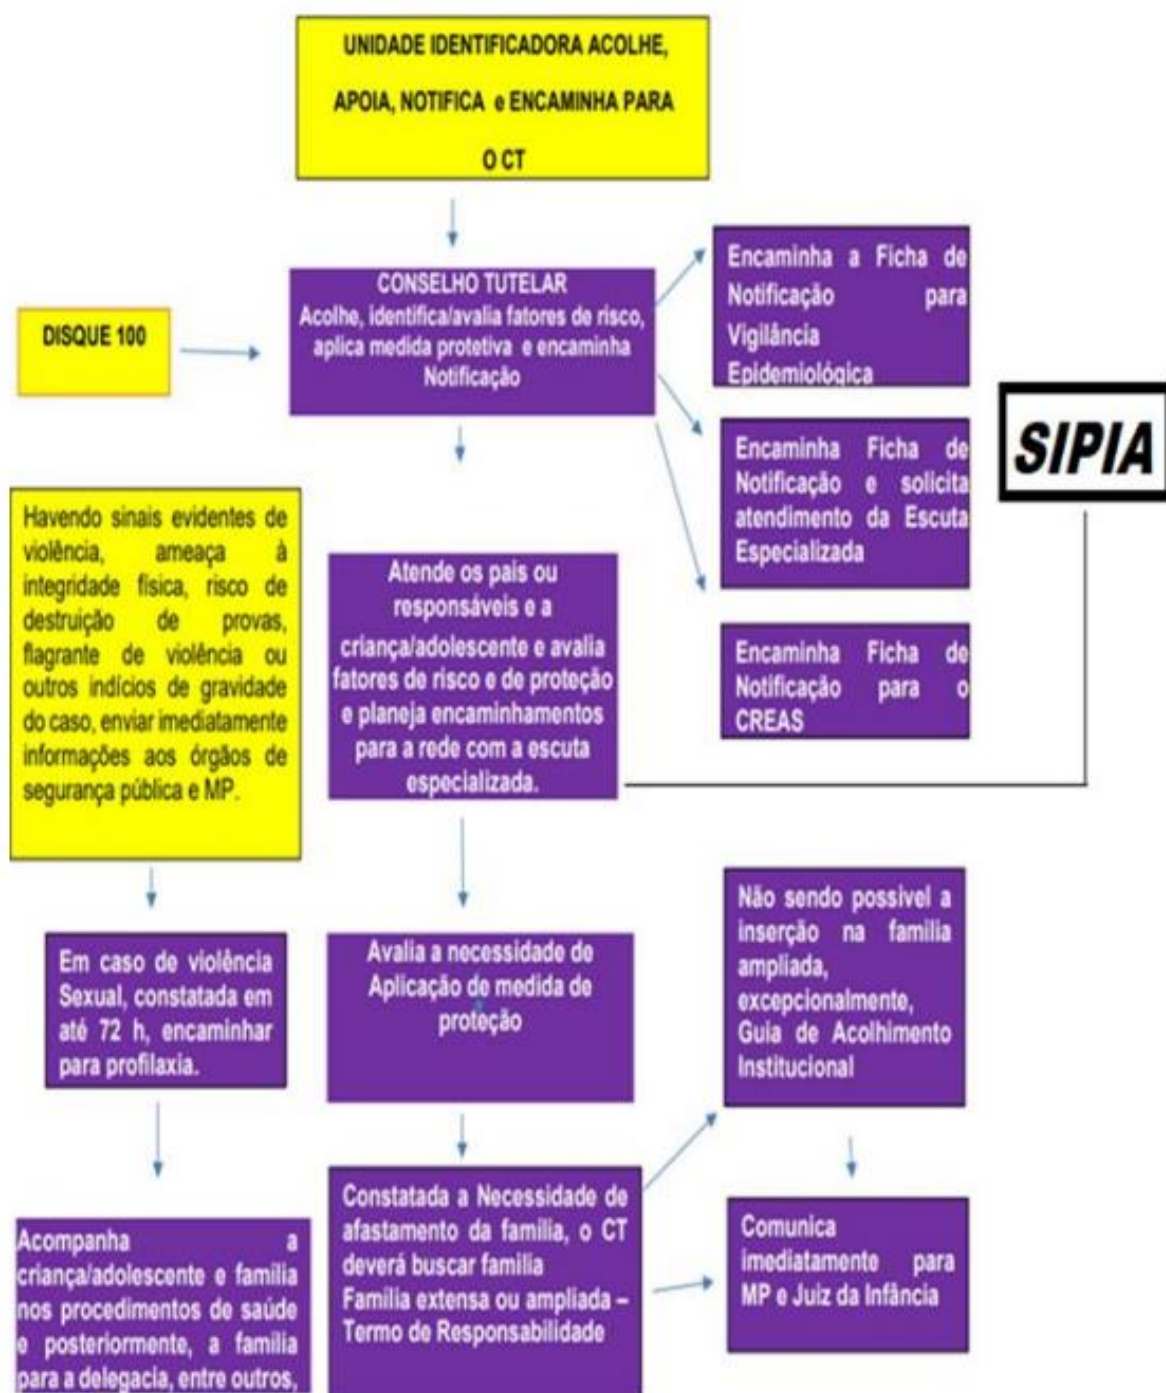 UNIDADE IDENTIFICADORA ACOLHE,
APOIA, NOTIFICA e ENCAMINHA PARA
O CT
DISQUE 100
CONSELHO TUTELAR
Acolhe, identifica/avalia fatores de risco,
aplica medida protetiva e encaminha
Notificação
Encaminha a Ficha de
Notificação para
Vigilância
Epidemiológica
Encaminha Ficha de
Notificação e solicita
atendimento da Escuta
Especializada
Encaminha Ficha de
Notificação para o
CREAS
SIPIA
Havendo sinais evidentes de
violência, ameaça à
integridade física, risco de
destruição de provas,
flagrante de violência ou
outros indícios de gravidade
do caso, enviar imediatamente
informações aos órgãos de
segurança pública e MP.
Atende os pais ou
responsáveis e a
criança/adolescente e avalia
fatores de risco e de proteção
e planeja encaminhamentos
para a rede com a escuta
especializada.
Em caso de violência
Sexual, constatada em
até 72 h, encaminhar
para profilaxia.
Avalia a necessidade de
Aplicação de medida de
proteção
Não sendo possivel a
inserção na familia
ampliada,
excepcionalmente,
Guia de Acolhimento
Institucional
Acompanha a
criança/adolescente e família
nos procedimentos de saúde
e posteriormente, a família
para a delegacia, entre outros,
Constatada a Necessidade de
afastamento da família, o CT
deverá buscar familia
Família extensa ou ampliada –
Termo de Responsabilidade
Comunica
imediatamente para
MP e Juiz da Infância